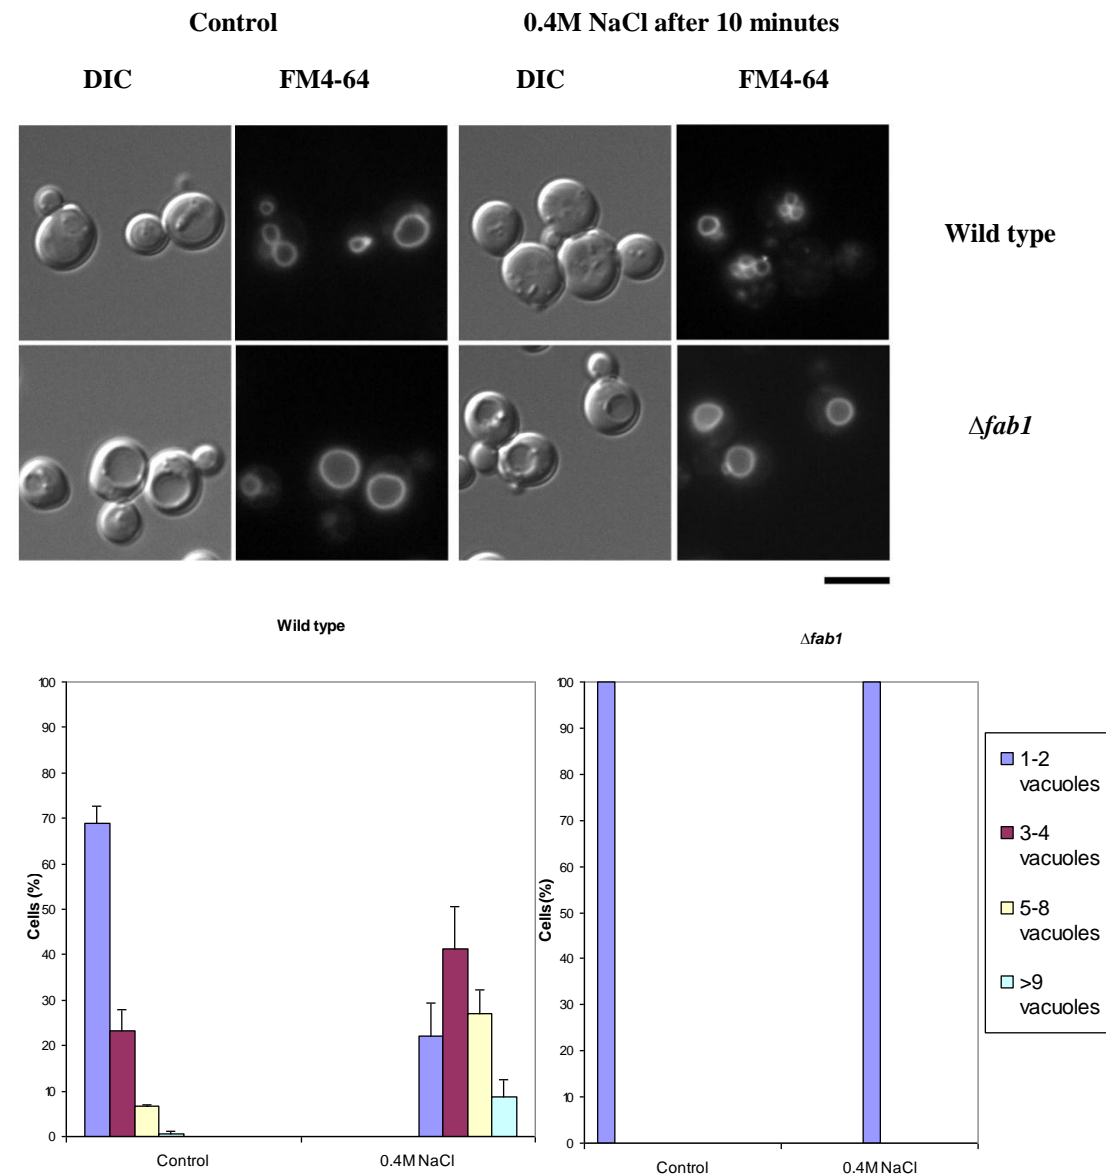 Control
0.4M NaCl after 10 minutes
DIC
FM4-64
DIC
FM4-64
Wild type
Δfab1
Wild type
Δfab1
100
90
80
70
60
50
40
30
20
10
0
Cells (%)
Control
0.4M NaCl
100
90
80
70
60
50
40
30
20
10
0
Cells (%)
Control
0.4M NaCl
1-2
vacuoles
3-4
vacuoles
5-8
vacuoles
>9
vacuoles